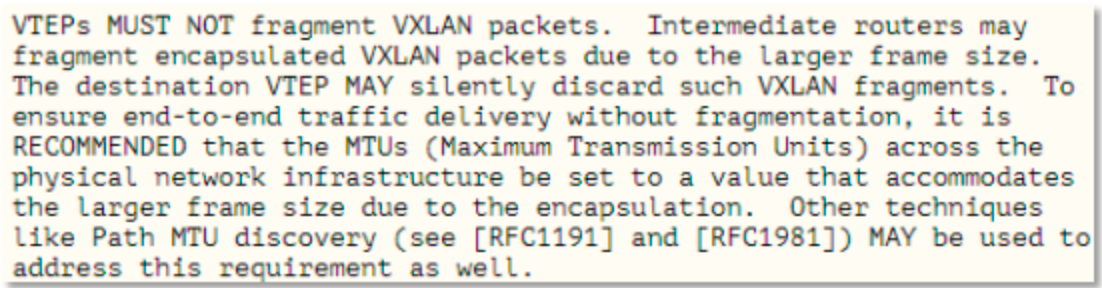 VTEPs MUST NOT fragment VXLAN packets.  Intermediate routers may
fragment encapsulated VXLAN packets due to the larger frame size.
The destination VTEP MAY silently discard such VXLAN fragments.  To
ensure end-to-end traffic delivery without fragmentation, it is
RECOMMENDED that the MTUs (Maximum Transmission Units) across the
physical network infrastructure be set to a value that accommodates
the larger frame size due to the encapsulation.  Other techniques
like Path MTU discovery (see [RFC1191] and [RFC1981]) MAY be used to
address this requirement as well.